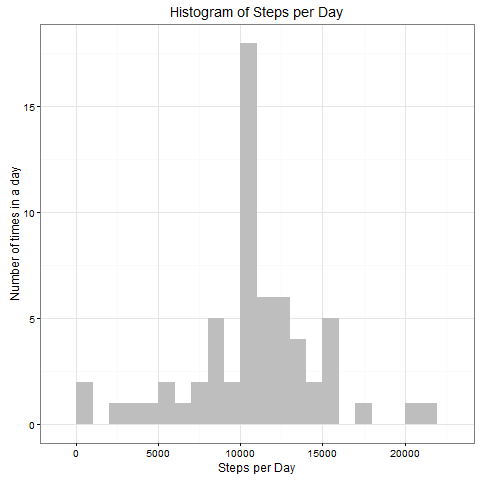 Histogram of Steps per Day
Number of times in a day
15
10
5
0
0 5000 10000 15000 20000
Steps per Day